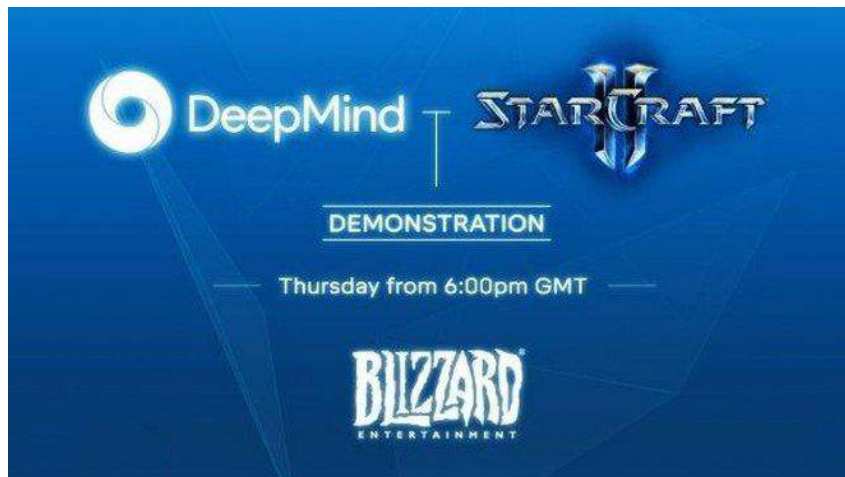 DeepMind
STARCRAFT II
DEMONSTRATION
Thursday from 6:00pm GMT
BLIZZARD®
ENTERTAINMENT